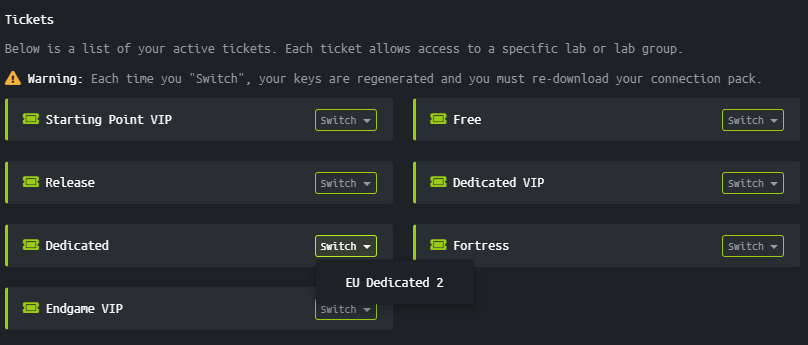 Tickets
Below is a list of your active tickets. Each ticket allows access to a specific lab or lab group.
Warning: Each time you "Switch", your keys are regenerated and you must re-download your connection pack.
Starting Point VIP Switch
Free Switch
Release Switch
Dedicated VIP Switch
Dedicated Switch
Fortress Switch
EU Dedicated 2
Endgame VIP Switch